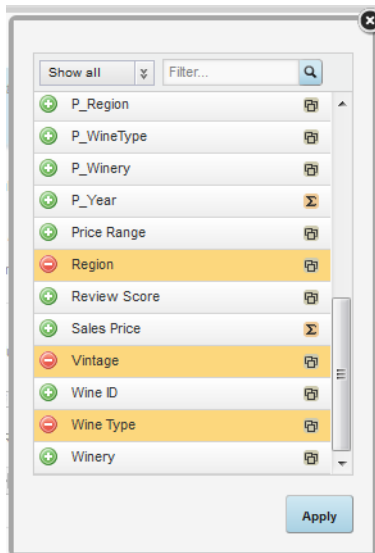 Show all
Filter...
P_Region
P_WineType
P_Winery
P_Year Σ
Price Range
Region
Review Score
Sales Price Σ
Vintage
Wine ID
Wine Type
Winery
Apply